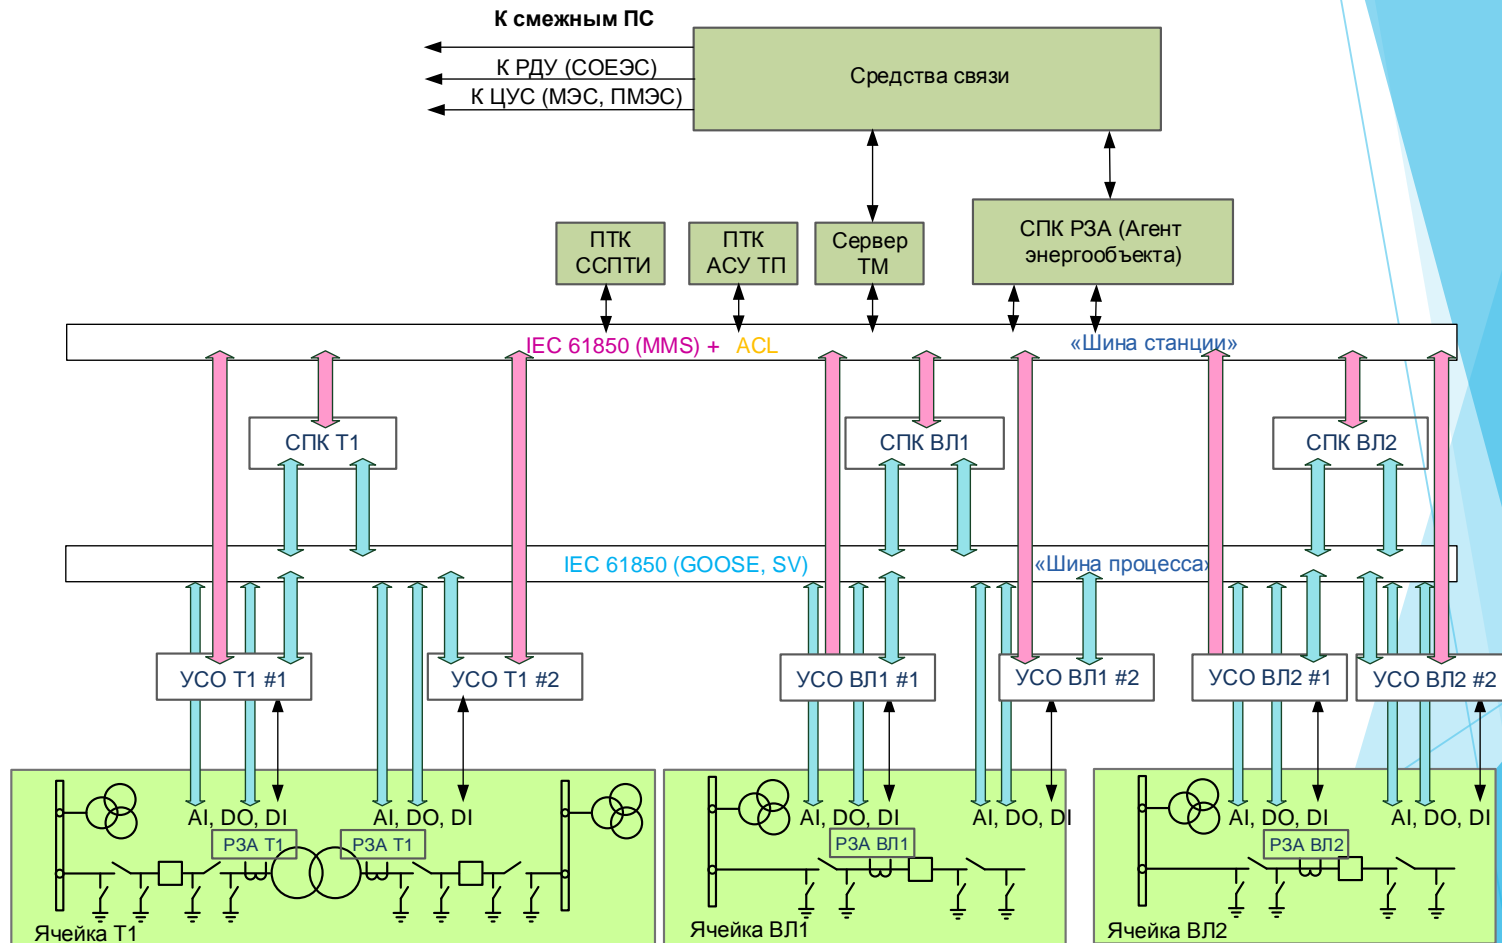 К смежным ПС
К РДУ (СОЕЭС)
К ЦУС (МЭС, ПМЭС)
Средства связи
ПТК
ССПТИ
ПТК
АСУ ТП
Сервер
ТМ
СПК РЗА (Агент
энергообъекта)
IEC 61850 (MMS) + ACL «Шина станции»
СПК Т1
СПК ВЛ1
СПК ВЛ2
IEC 61850 (GOOSE, SV) «Шина процесса»
УСО Т1 #1
УСО Т1 #2
УСО ВЛ1 #1
УСО ВЛ1 #2
УСО ВЛ2 #1
УСО ВЛ2 #2
AI, DO, DI
AI, DO, DI
AI, DO, DI
AI, DO, DI
AI, DO, DI
AI, DO, DI
РЗА Т1
РЗА Т1
РЗА ВЛ1
РЗА ВЛ2
Ячейка Т1
Ячейка ВЛ1
Ячейка ВЛ2